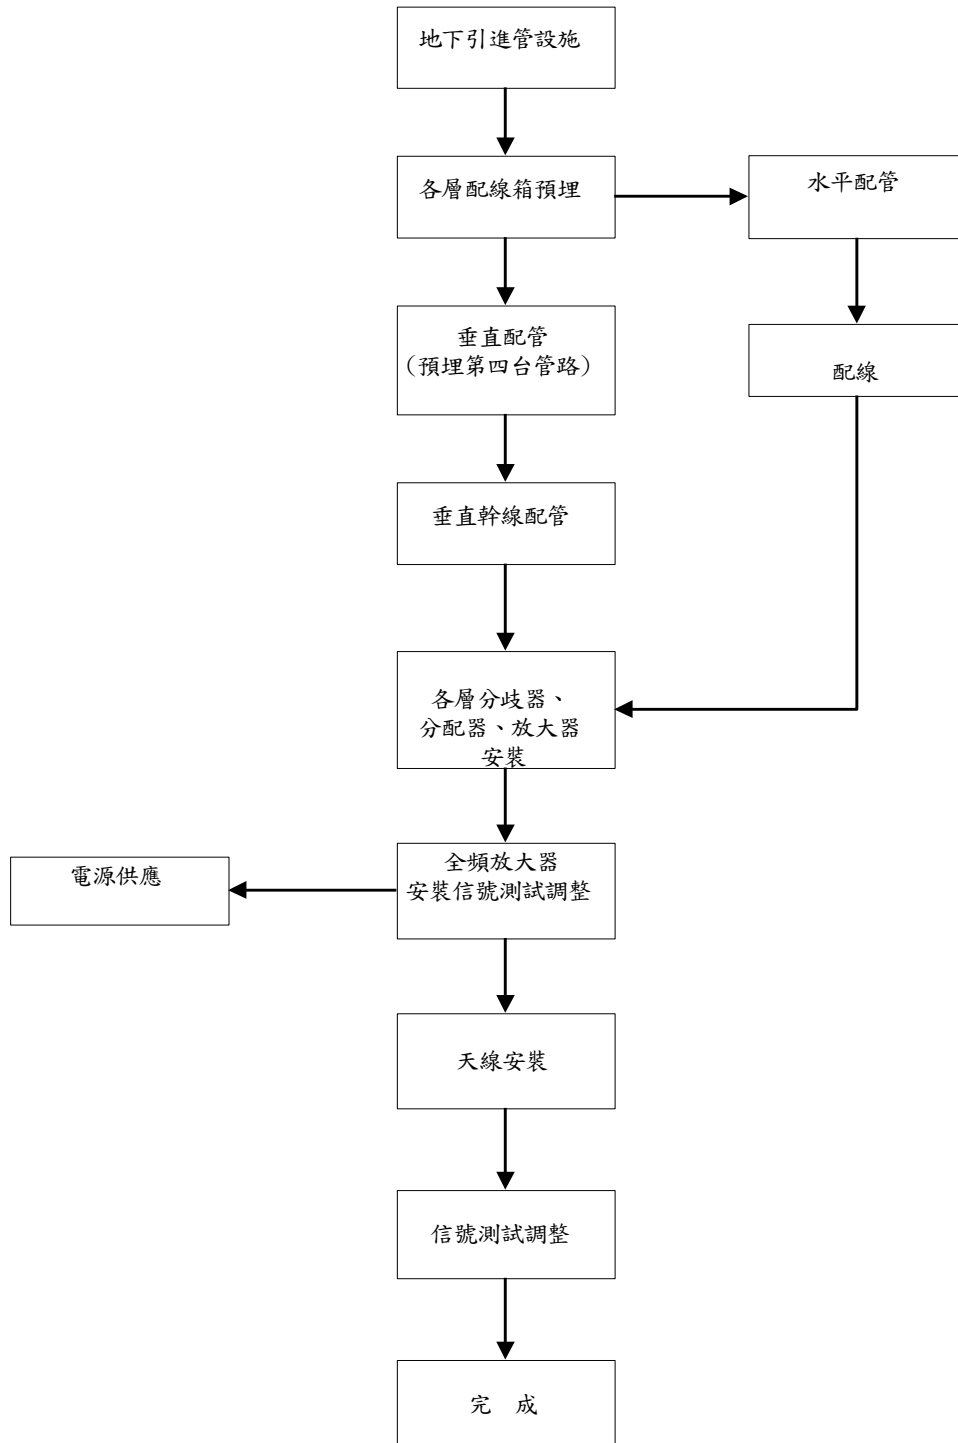 地下引進管設施
各層配線箱預埋
水平配管
垂直配管
（預埋第四台管路）
配線
垂直幹線配管
各層分歧器、
分配器、放大器
安裝
全頻放大器
安裝信號測試調整
電源供應
天線安裝
信號測試調整
完　成